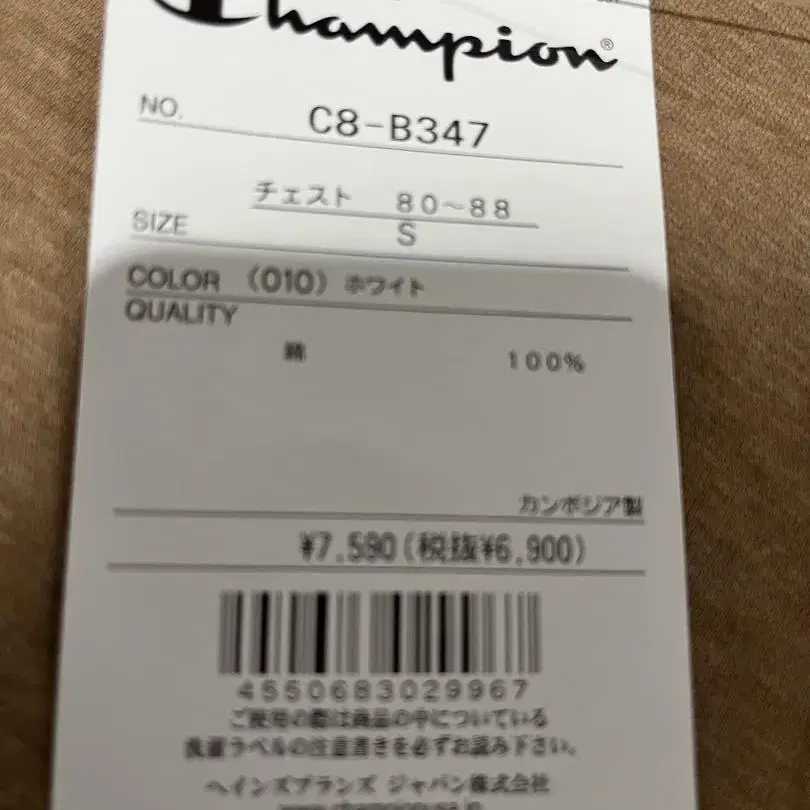 Champion®
NO. C8-B347
チェスト 80~88
SIZE S
COLOR (010) ホワイト
QUALITY
綿 100%
カンボジア製
¥7,590(税抜¥6,900)
4550683029967
ご使用の際は商品の中についている
洗濯ラベルの注意書きを必ずお読み下さい。
ヘインズブランズ ジャパン株式会社